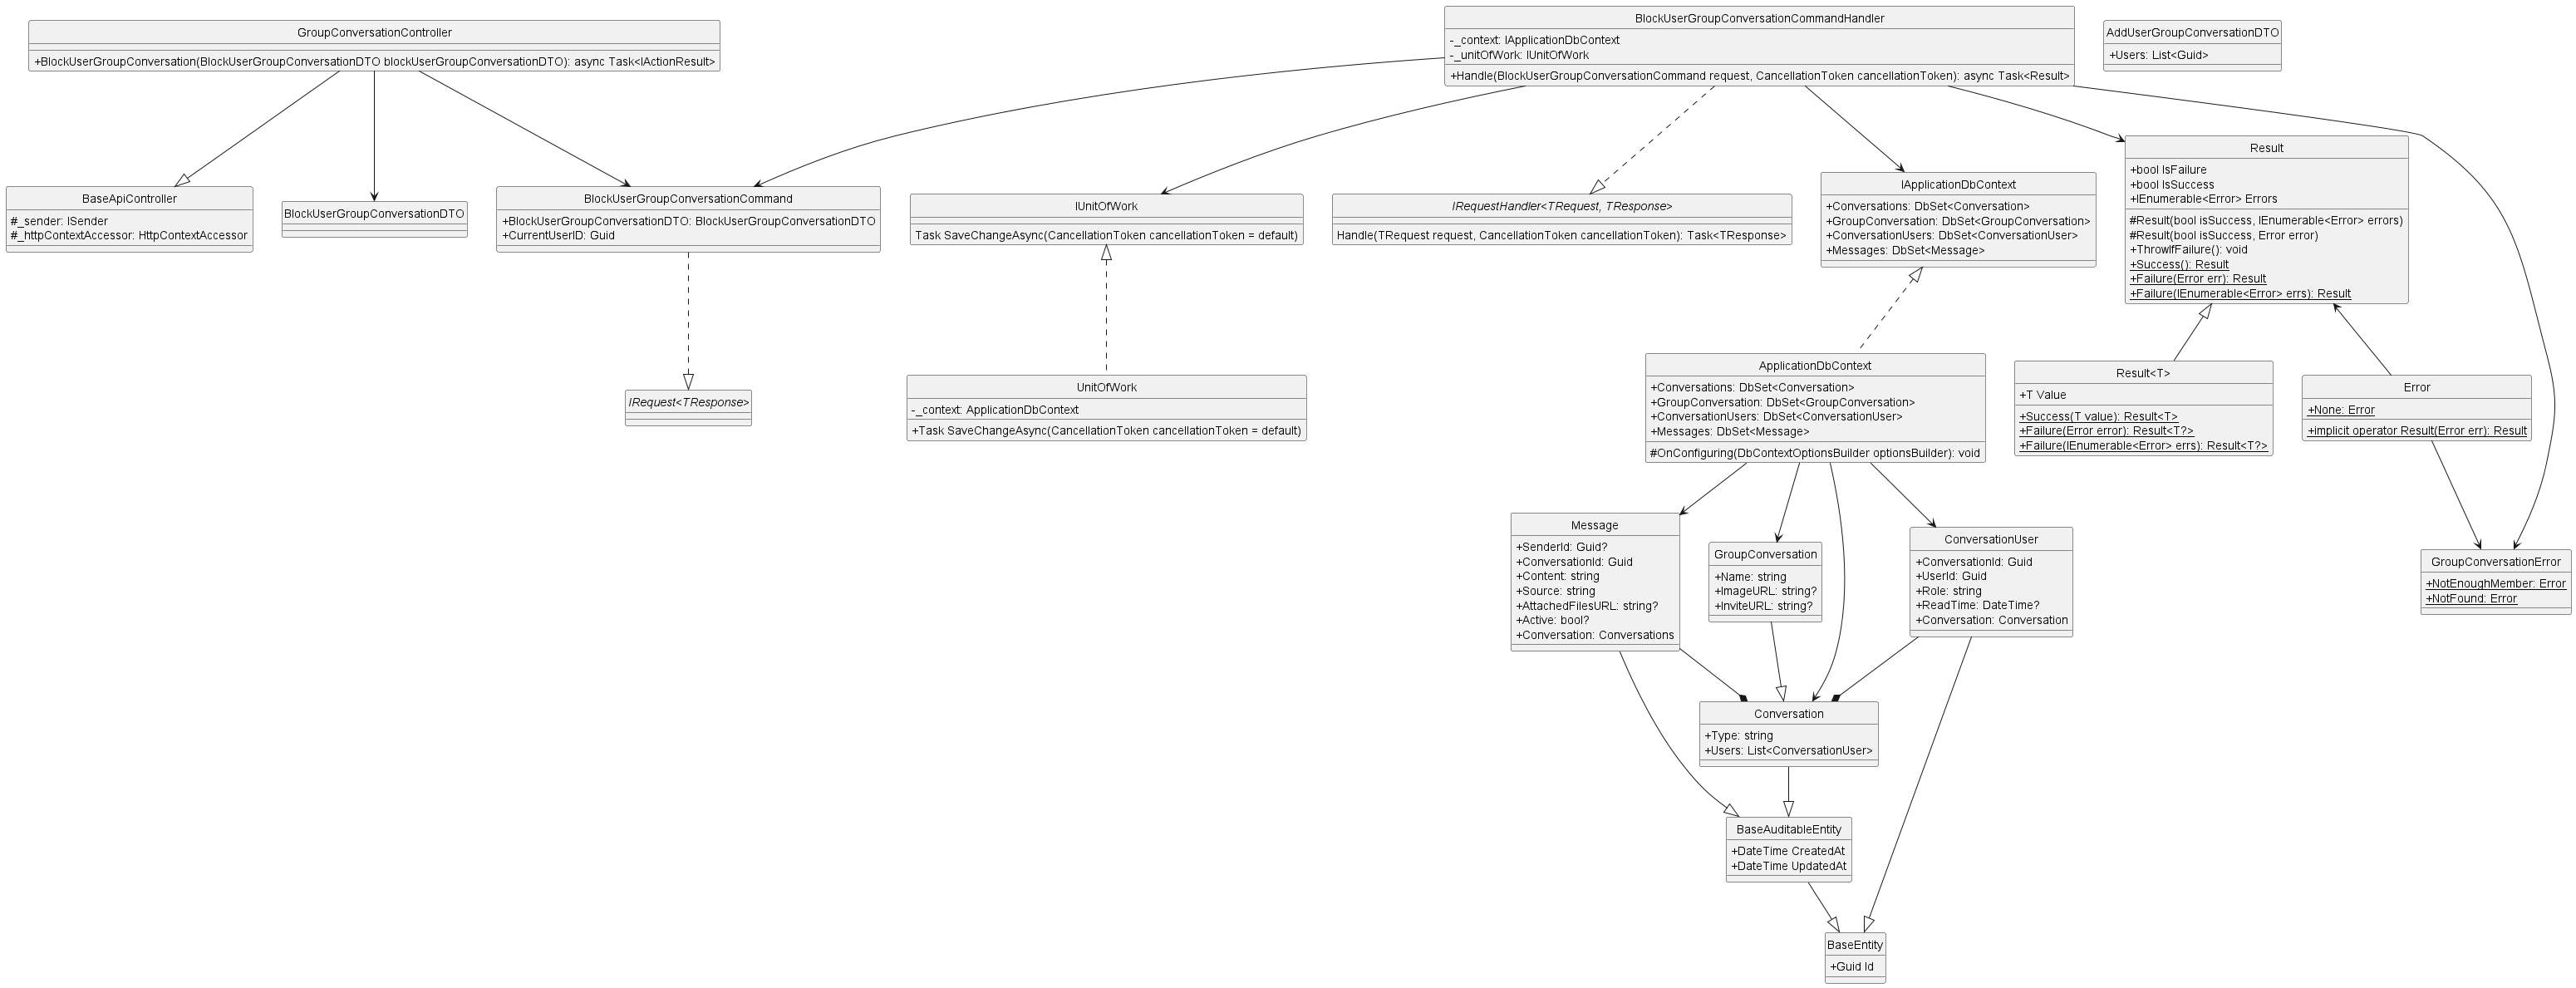 GroupConversationController
+BlockUserGroupConversation(BlockUserGroupConversationDTO blockUserGroupConversationDTO): async Task<IActionResult>
BlockUserGroupConversationCommandHandler
-_context: IApplicationDbContext
-_unitOfWork: IUnitOfWork
+Handle(BlockUserGroupConversationCommand request, CancellationToken cancellationToken): async Task<Result>
AddUserGroupConversationDTO
+Users: List<Guid>
BaseApiController
#_sender: ISender
#_httpContextAccessor: HttpContextAccessor
BlockUserGroupConversationDTO
BlockUserGroupConversationCommand
+BlockUserGroupConversationDTO: BlockUserGroupConversationDTO
+CurrentUserID: Guid
IUnitOfWork
Task SaveChangeAsync(CancellationToken cancellationToken = default)
IRequestHandler<TRequest, TResponse>
Handle(TRequest request, CancellationToken cancellationToken): Task<TResponse>
IApplicationDbContext
+Conversations: DbSet<Conversation>
+GroupConversation: DbSet<GroupConversation>
+ConversationUsers: DbSet<ConversationUser>
+Messages: DbSet<Message>
Result
+bool IsFailure
+bool IsSuccess
+IEnumerable<Error> Errors
#Result(bool isSuccess, IEnumerable<Error> errors)
#Result(bool isSuccess, Error error)
+ThrowIfFailure(): void
+Success(): Result
+Failure(Error err): Result
+Failure(IEnumerable<Error> errs): Result
IRequest<TResponse>
UnitOfWork
-_context: ApplicationDbContext
+Task SaveChangeAsync(CancellationToken cancellationToken = default)
ApplicationDbContext
+Conversations: DbSet<Conversation>
+GroupConversation: DbSet<GroupConversation>
+ConversationUsers: DbSet<ConversationUser>
+Messages: DbSet<Message>
#OnConfiguring(DbContextOptionsBuilder optionsBuilder): void
Result<T>
+T Value
+Success(T value): Result<T>
+Failure(Error error): Result<T?>
+Failure(IEnumerable<Error> errs): Result<T?>
Error
+None: Error
+implicit operator Result(Error err): Result
Message
+SenderId: Guid?
+ConversationId: Guid
+Content: string
+Source: string
+AttachedFilesURL: string?
+Active: bool?
+Conversation: Conversations
GroupConversation
+Name: string
+ImageURL: string?
+InviteURL: string?
ConversationUser
+ConversationId: Guid
+UserId: Guid
+Role: string
+ReadTime: DateTime?
+Conversation: Conversation
GroupConversationError
+NotEnoughMember: Error
+NotFound: Error
Conversation
+Type: string
+Users: List<ConversationUser>
BaseAuditableEntity
+DateTime CreatedAt
+DateTime UpdatedAt
BaseEntity
+Guid Id